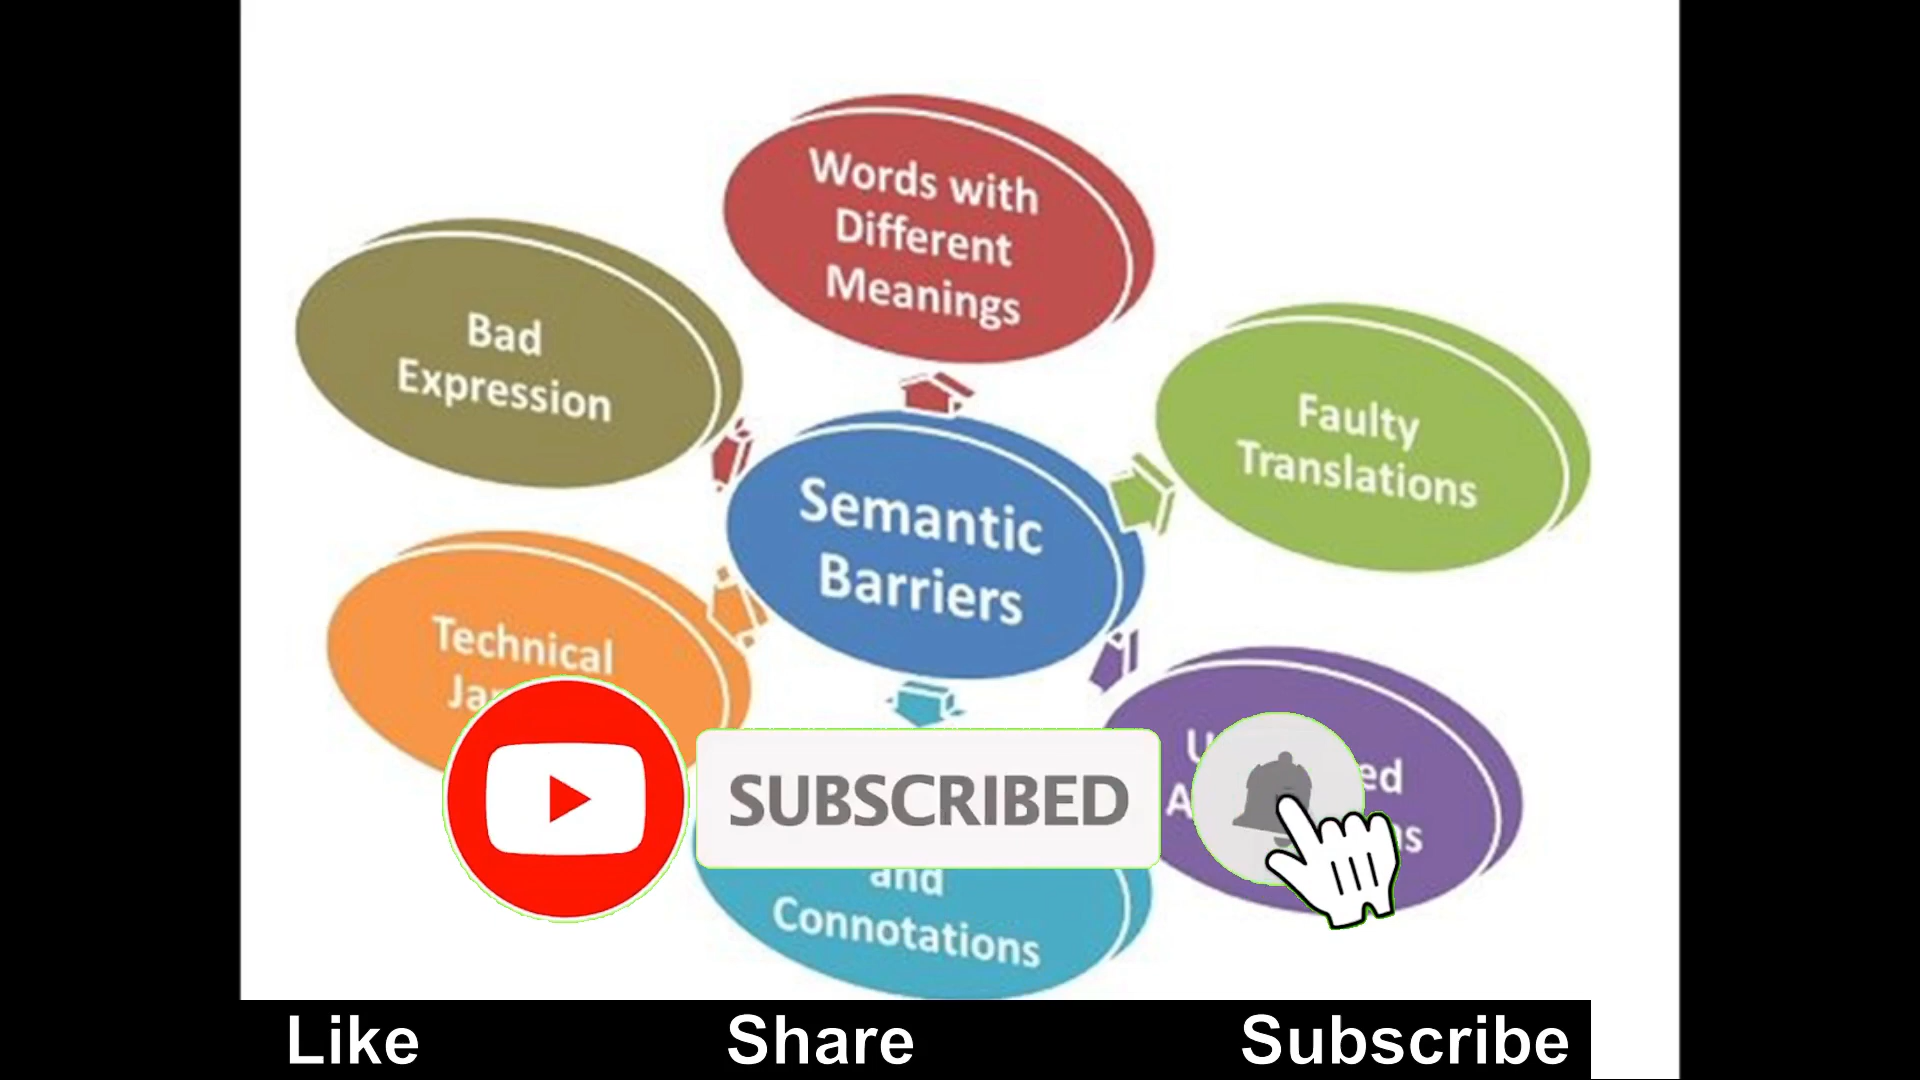 Words with
Different
Meanings
Bad
Expression
Faulty
Translations
Semantic
Barriers
Technical
SUBSCRIBED
and
Connotations
Like
Share
Subscribe